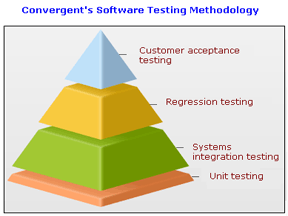 Convergent's Software Testing Methodology
Customer acceptance
testing
Regression testing
Systems
integration testing
Unit testing